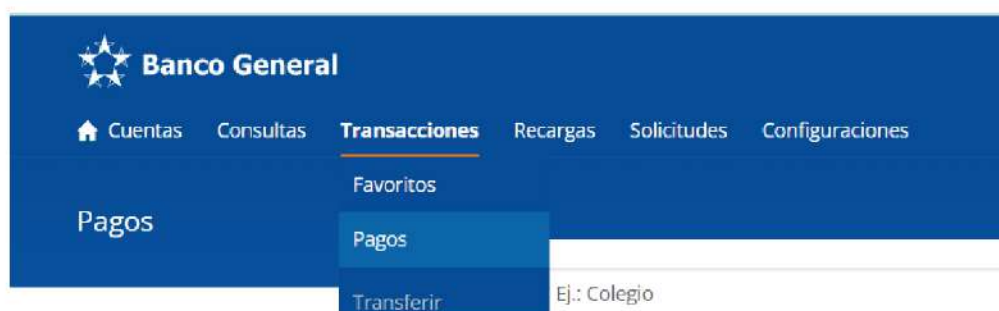 Banco General
Cuentas Consultas Transacciones Recargas Solicitudes Configuraciones
Favoritos
Pagos
Pagos
Transferir
Ej.: Colegio